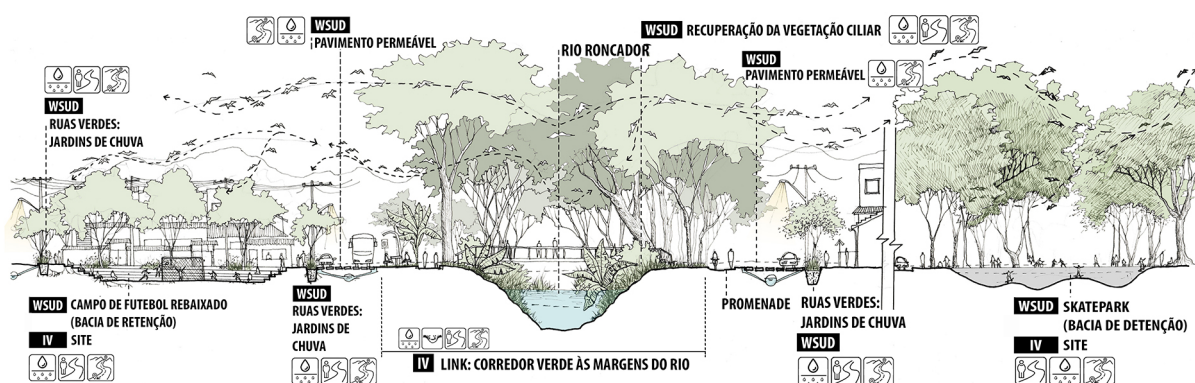 WSUD
PAVIMENTO PERMEÁVEL
RIO RONCADOR
WSUD RECUPERAÇÃO DA VEGETAÇÃO CILIAR
WSUD
PAVIMENTO PERMEÁVEL
WSUD
RUAS VERDES:
JARDINS DE CHUVA
WSUD CAMPO DE FUTEBOL REBAIXADO
(BACIA DE RETENÇÃO)
IV SITE
WSUD
RUAS VERDES:
JARDINS DE
CHUVA
IV LINK: CORREDOR VERDE ÀS MARGENS DO RIO
PROMENADE
RUAS VERDES:
JARDINS DE CHUVA
WSUD
WSUD SKATEPARK
(BACIA DE DETENÇÃO)
IV SITE